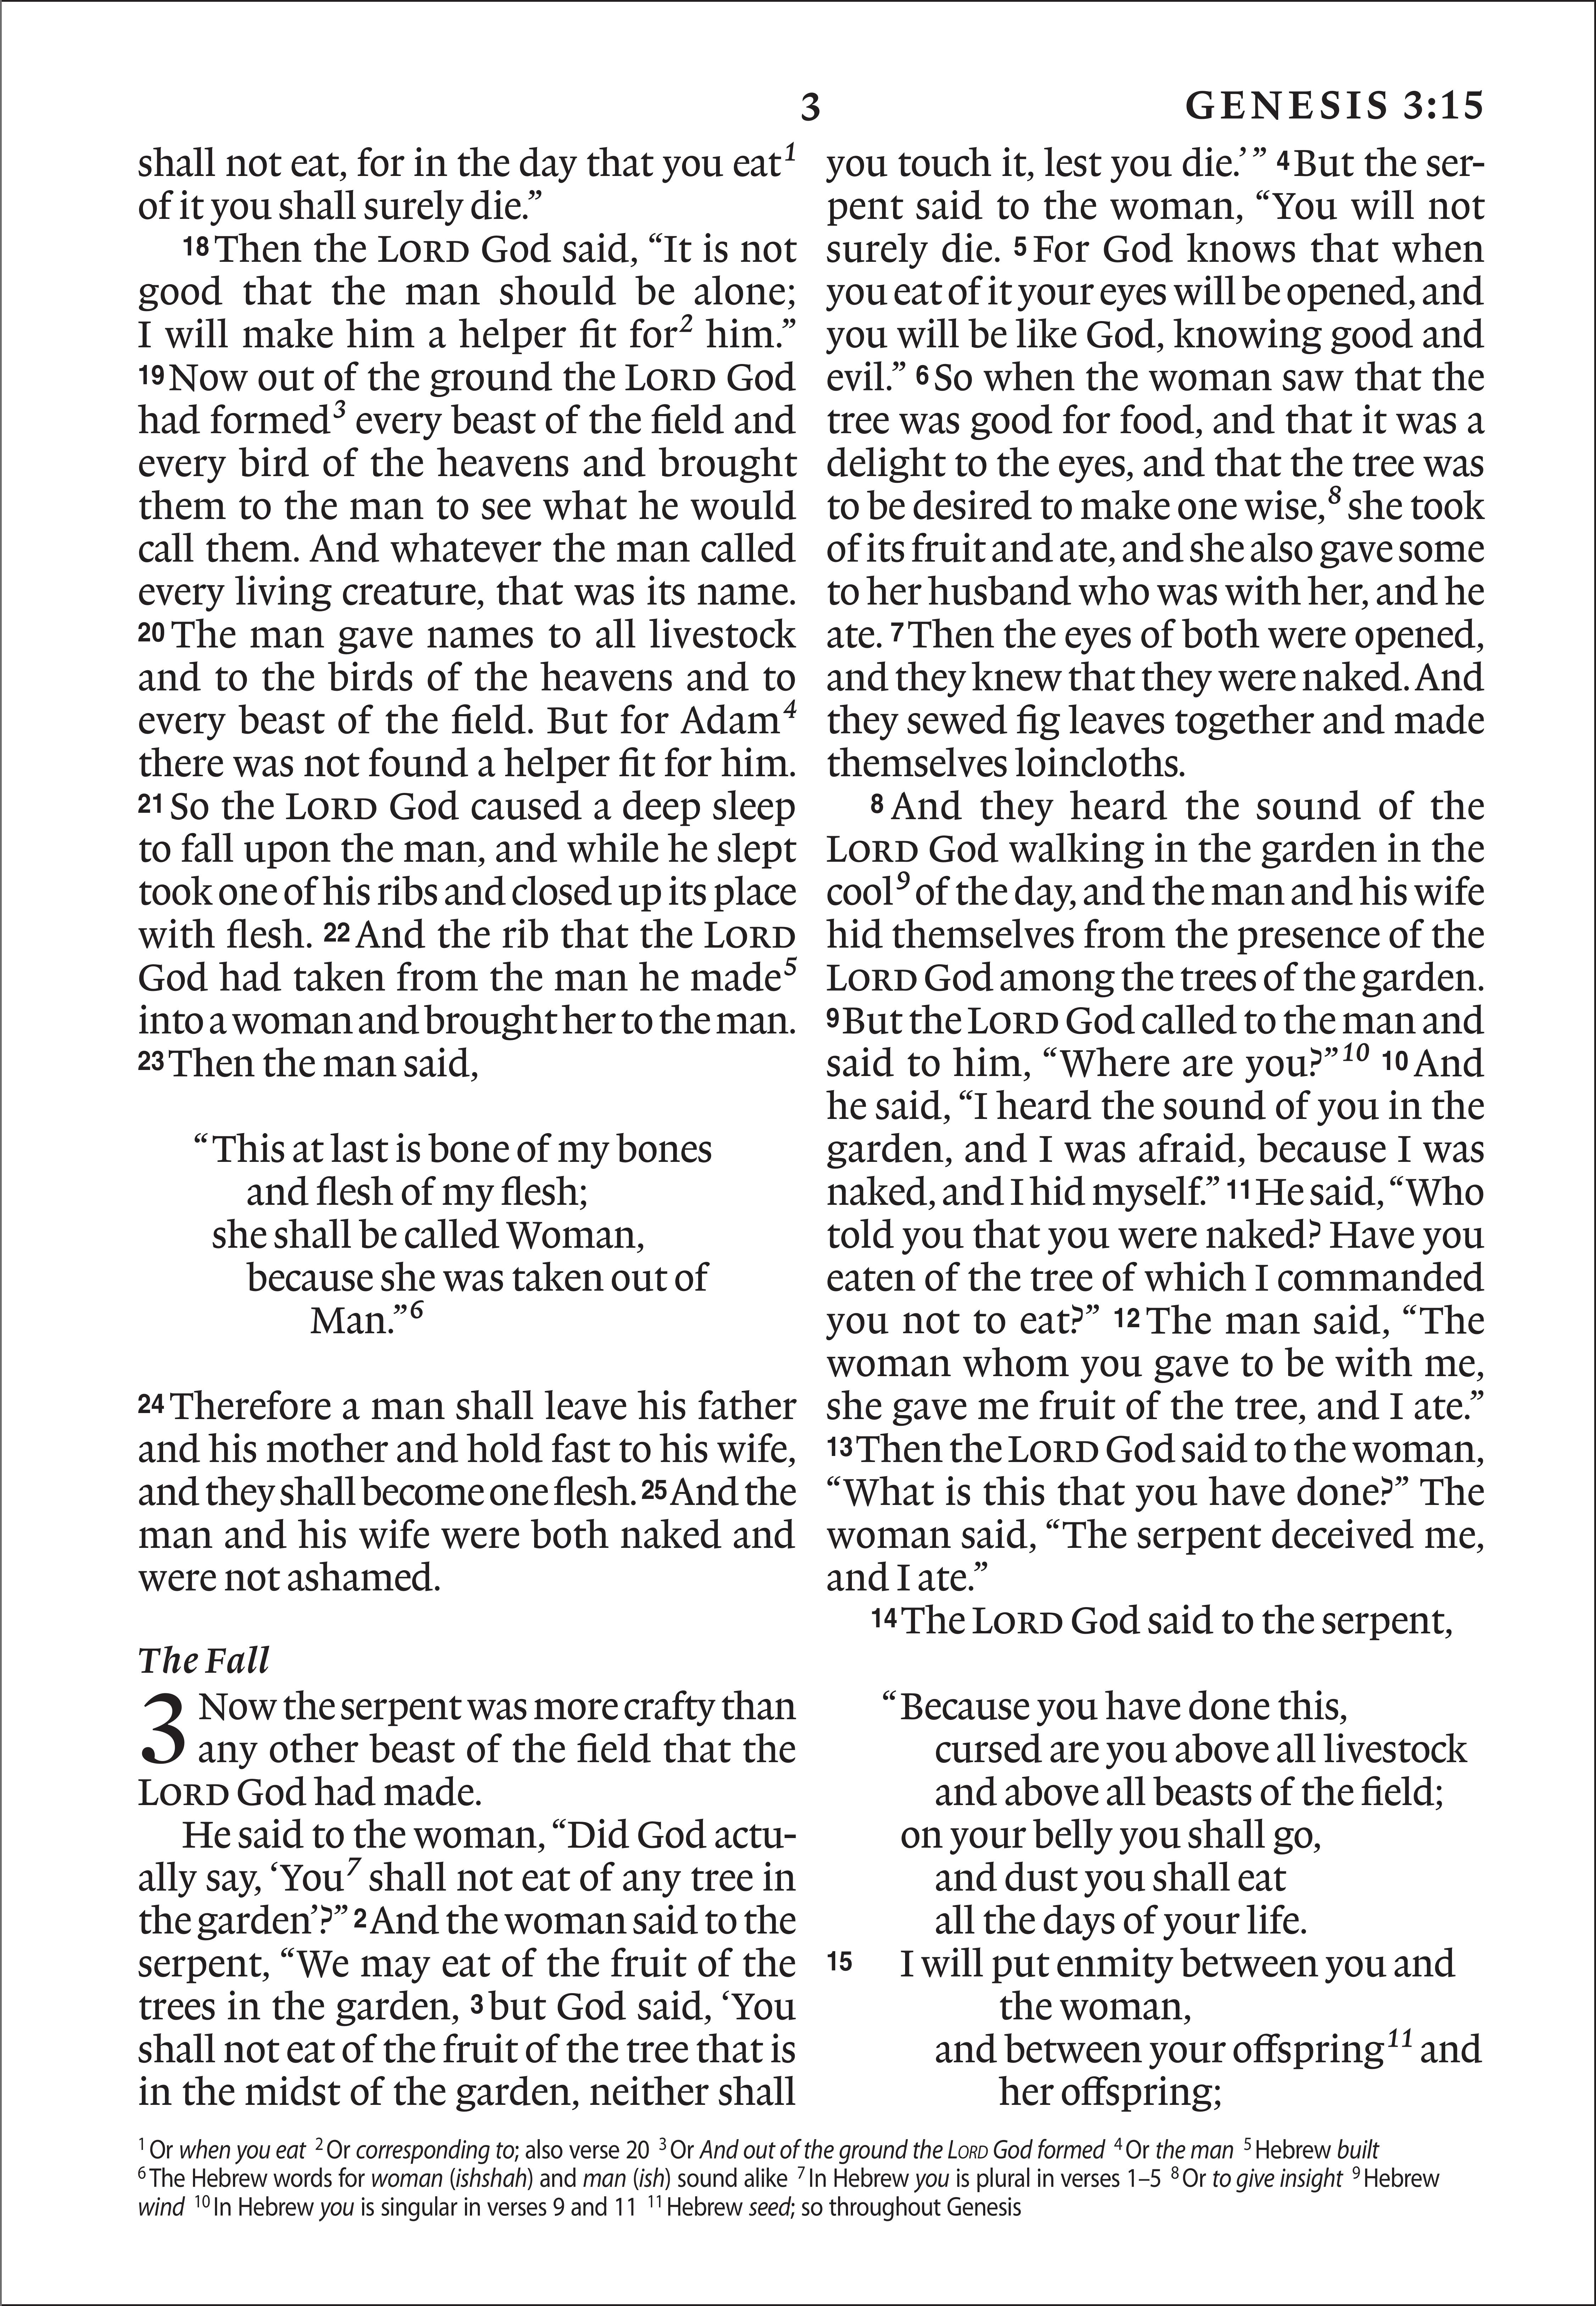 3
GENESIS 3:15
shall not eat, for in the day that you eat1
of it you shall surely die.”
18 Then the LORD God said, “It is not
good that the man should be alone;
I will make him a helper fit for2 him.”
19 Now out of the ground the LORD God
had formed3 every beast of the field and
every bird of the heavens and brought
them to the man to see what he would
call them. And whatever the man called
every living creature, that was its name.
20 The man gave names to all livestock
and to the birds of the heavens and to
every beast of the field. But for Adam4
there was not found a helper fit for him.
21 So the LORD God caused a deep sleep
to fall upon the man, and while he slept
took one of his ribs and closed up its place
with flesh. 22 And the rib that the LORD
God had taken from the man he made5
into a woman and brought her to the man.
23 Then the man said,
“This at last is bone of my bones
and flesh of my flesh;
she shall be called Woman,
because she was taken out of
Man.”6
24 Therefore a man shall leave his father
and his mother and hold fast to his wife,
and they shall become one flesh. 25 And the
man and his wife were both naked and
were not ashamed.
The Fall
3 Now the serpent was more crafty than
any other beast of the field that the
LORD God had made.
He said to the woman, “Did God actu-
ally say, ‘You7 shall not eat of any tree in
the garden’?” 2 And the woman said to the
serpent, “We may eat of the fruit of the
trees in the garden, 3 but God said, ‘You
shall not eat of the fruit of the tree that is
in the midst of the garden, neither shall
you touch it, lest you die.’” 4 But the ser-
pent said to the woman, “You will not
surely die. 5 For God knows that when
you eat of it your eyes will be opened, and
you will be like God, knowing good and
evil.” 6 So when the woman saw that the
tree was good for food, and that it was a
delight to the eyes, and that the tree was
to be desired to make one wise,8 she took
of its fruit and ate, and she also gave some
to her husband who was with her, and he
ate. 7 Then the eyes of both were opened,
and they knew that they were naked. And
they sewed fig leaves together and made
themselves loincloths.
8 And they heard the sound of the
LORD God walking in the garden in the
cool9 of the day, and the man and his wife
hid themselves from the presence of the
LORD God among the trees of the garden.
9 But the LORD God called to the man and
said to him, “Where are you?”10 10 And
he said, “I heard the sound of you in the
garden, and I was afraid, because I was
naked, and I hid myself.” 11 He said, “Who
told you that you were naked? Have you
eaten of the tree of which I commanded
you not to eat?” 12 The man said, “The
woman whom you gave to be with me,
she gave me fruit of the tree, and I ate.”
13 Then the LORD God said to the woman,
“What is this that you have done?” The
woman said, “The serpent deceived me,
and I ate.”
14 The LORD God said to the serpent,
“Because you have done this,
cursed are you above all livestock
and above all beasts of the field;
on your belly you shall go,
and dust you shall eat
all the days of your life.
15 I will put enmity between you and
the woman,
and between your offspring11 and
her offspring;
1 Or when you eat 2 Or corresponding to; also verse 20 3 Or And out of the ground the LORD God formed 4 Or the man 5 Hebrew built
6 The Hebrew words for woman (ishshah) and man (ish) sound alike 7 In Hebrew you is plural in verses 1–5 8 Or to give insight 9 Hebrew
wind 10 In Hebrew you is singular in verses 9 and 11 11 Hebrew seed; so throughout Genesis